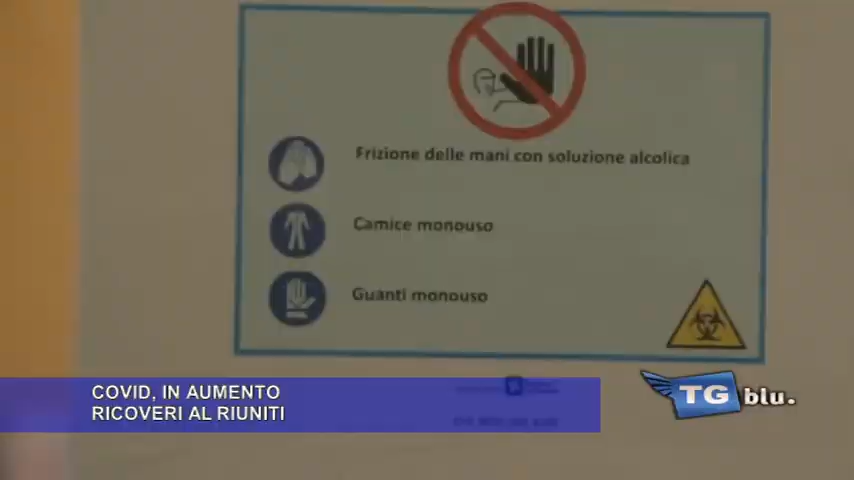 Frizione delle mani con soluzione alcolica
Camice monouso
Guanti monouso
COVID, IN AUMENTO
RICOVERI AL RIUNITI
TG blu.